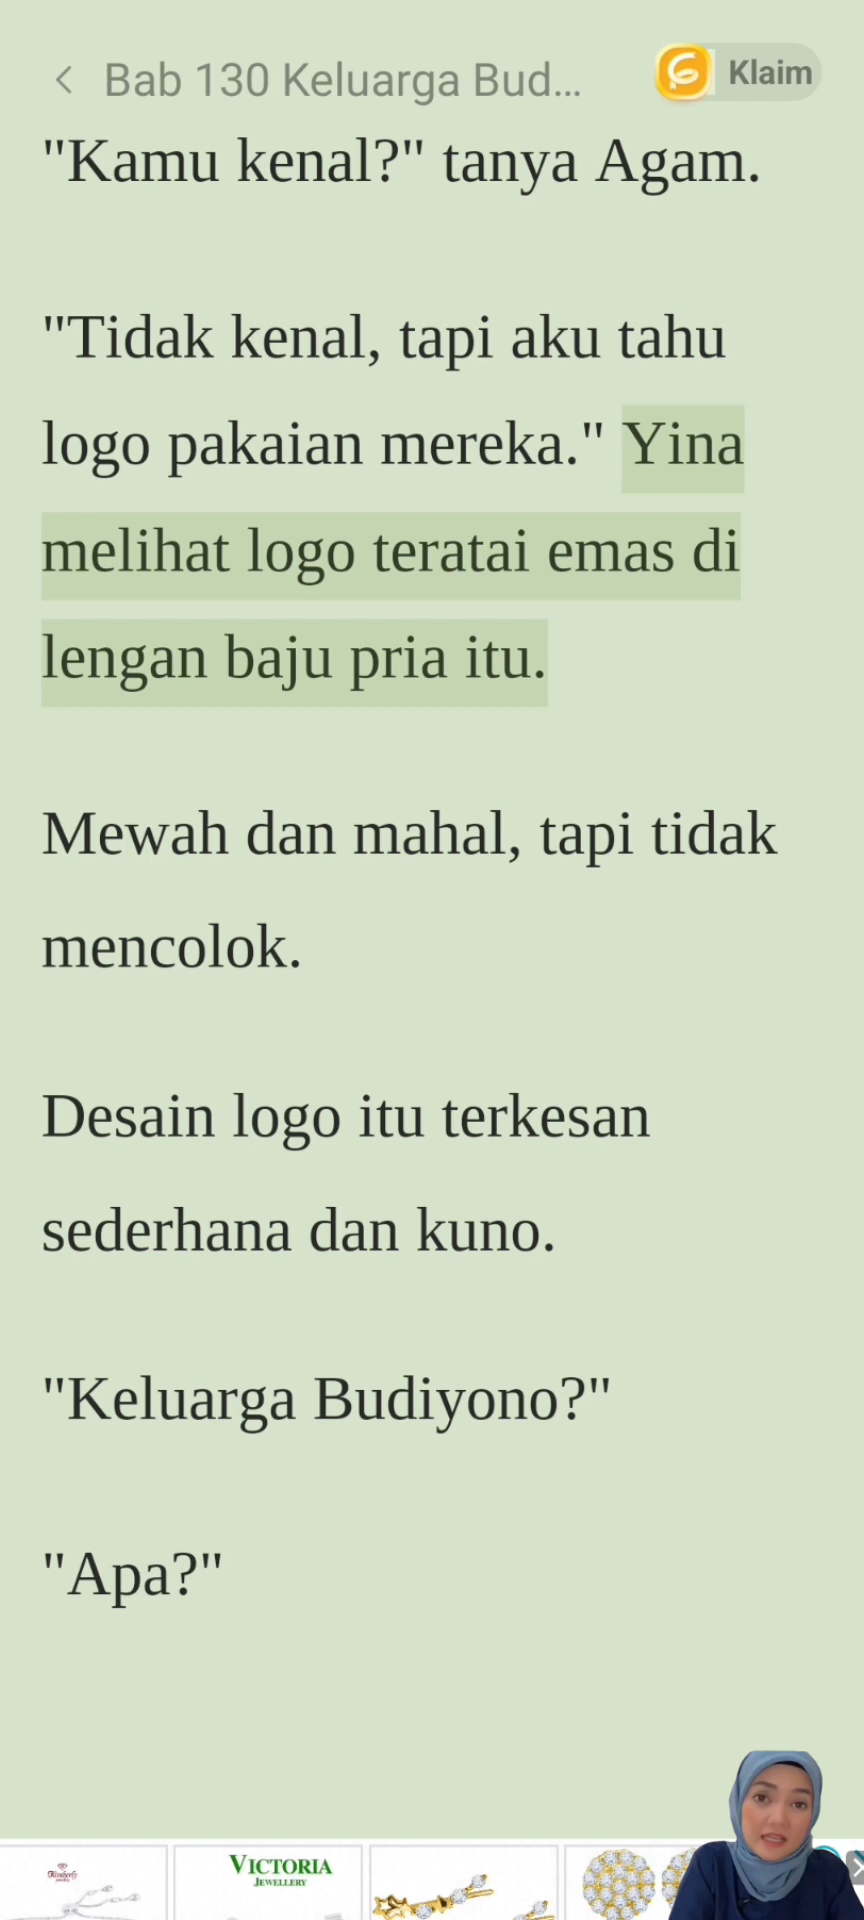 Bab 130 Keluarga Bud...
Klaim
"Kamu kenal?" tanya Agam.
"Tidak kenal, tapi aku tahu
logo pakaian mereka." Yina
melihat logo teratai emas di
lengan baju pria itu.
Mewah dan mahal, tapi tidak
mencolok.
Desain logo itu terkesan
sederhana dan kuno.
"Keluarga Budiyono?"
"Apa?"
Kimberly
VICTORIA
JEWELLERY